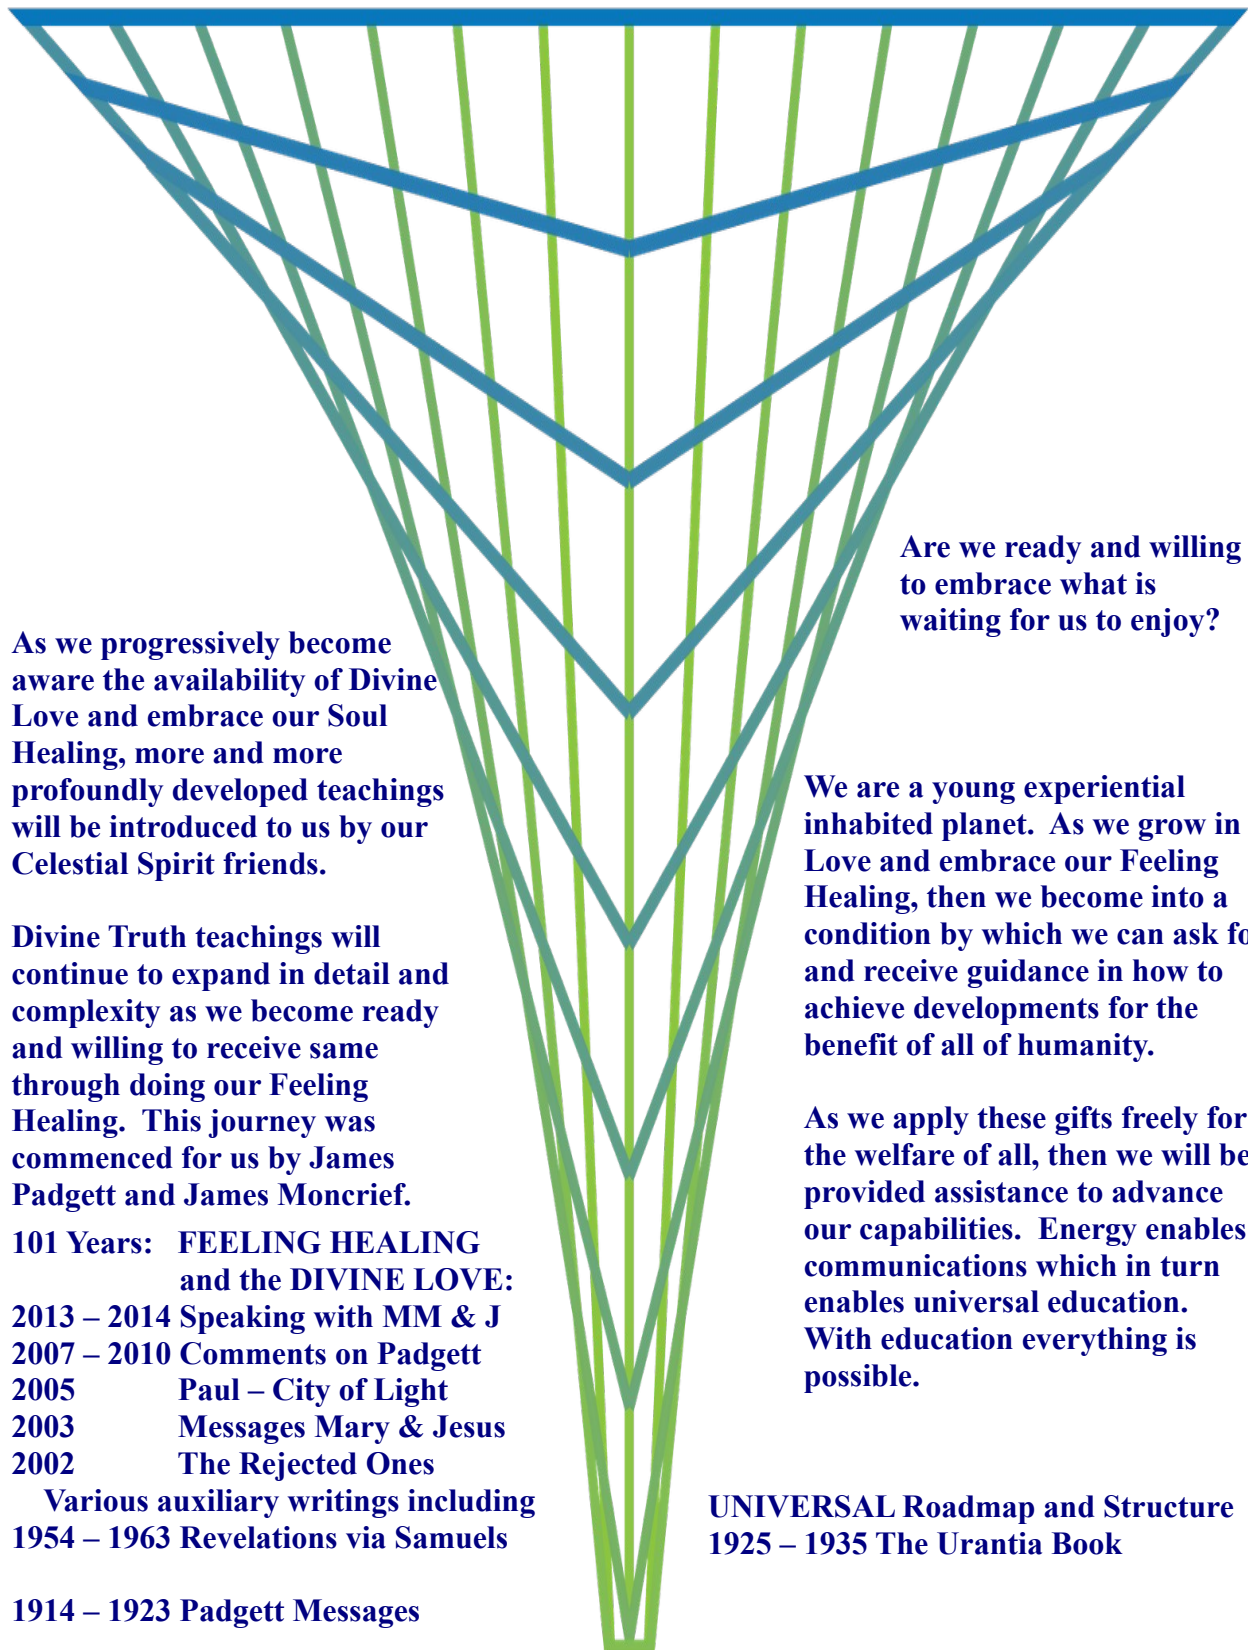 Are we ready and willing
to embrace what is
waiting for us to enjoy?
As we progressively become
aware the availability of Divine
Love and embrace our Soul
Healing, more and more
profoundly developed teachings
will be introduced to us by our
Celestial Spirit friends.
Divine Truth teachings will
continue to expand in detail and
complexity as we become ready
and willing to receive same
through doing our Feeling
Healing.  This journey was
commenced for us by James
Padgett and James Moncrief.
101 Years:   FEELING HEALING
and the DIVINE LOVE:
2013 – 2014 Speaking with MM & J
2007 – 2010 Comments on Padgett
2005 Paul – City of Light
2003 Messages Mary & Jesus
2002 The Rejected Ones
Various auxiliary writings including
1954 – 1963 Revelations via Samuels
1914 – 1923 Padgett Messages
We are a young experiential
inhabited planet.  As we grow in
Love and embrace our Feeling
Healing, then we become into a
condition by which we can ask fo
and receive guidance in how to
achieve developments for the
benefit of all of humanity.
As we apply these gifts freely for
the welfare of all, then we will be
provided assistance to advance
our capabilities.  Energy enables
communications which in turn
enables universal education.
With education everything is
possible.
UNIVERSAL Roadmap and Structure
1925 – 1935 The Urantia Book